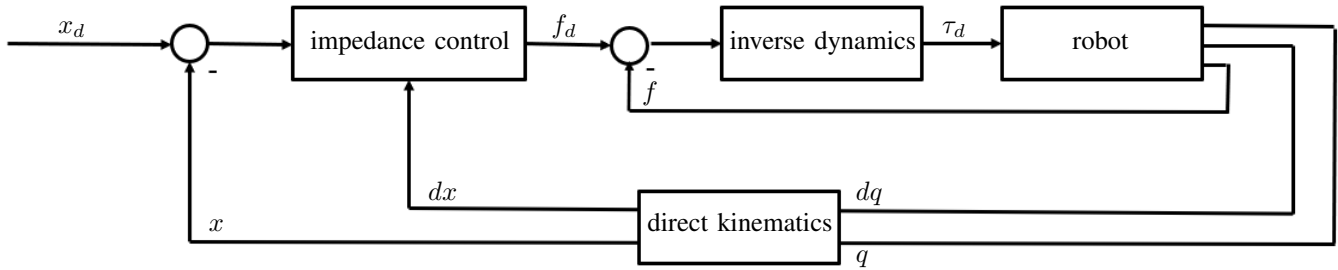 x_d
impedance control
f_d
inverse dynamics
τ_d
robot
-
-
f
dx
dq
direct kinematics
x
q